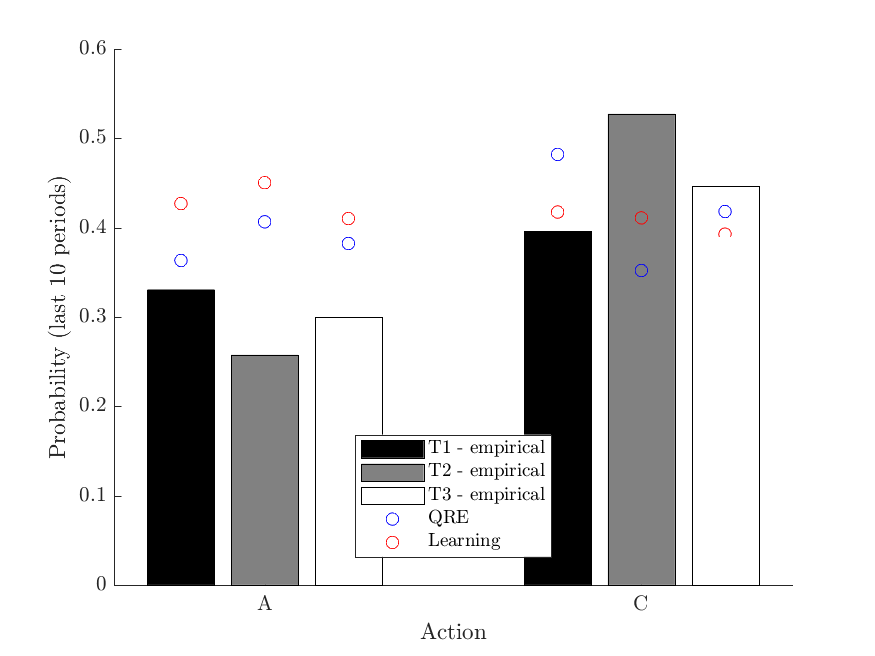 0.6
0.5
0.4
0.3
0.2
0.1
0
Probability (last 10 periods)
T1 - empirical
T2 - empirical
T3 - empirical
QRE
Learning
A
C
Action